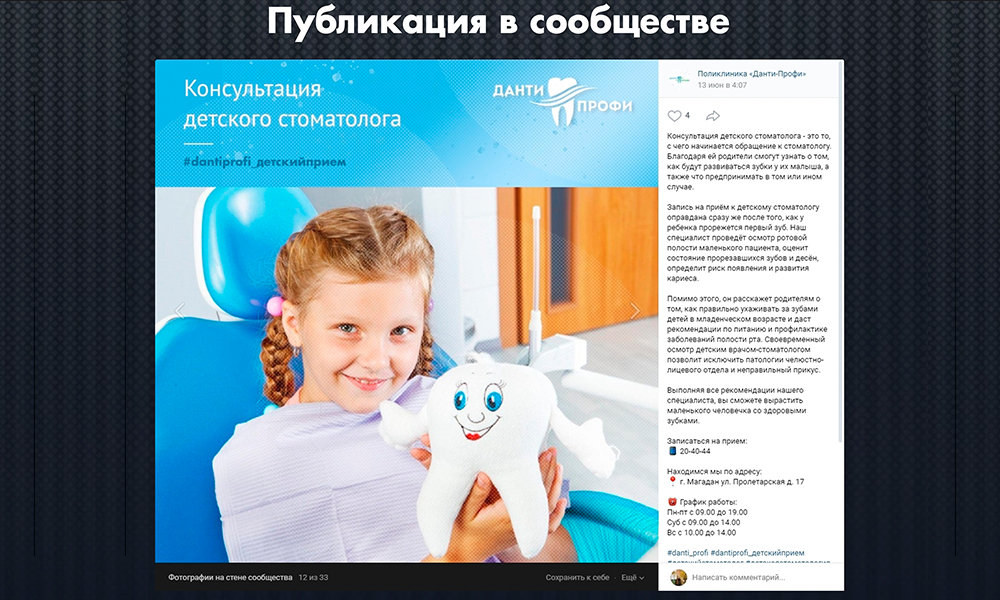 Публикация в сообществе
Консультация
детского стоматолога
#dantiprofi_детскийприем
ДАНТИ
ПРОФИ
Поликлиника «Данти-Профи»
13 июн в 4:07
4
Консультация детского стоматолога - это то,
с чего начинается обращение к стоматологу.
Благодаря ей родители смогут узнать о том,
как будут развиваться зубки у их малыша, а
также что предпринимать в том или ином
случае.
Запись на приём к детскому стоматологу
оправдана сразу же после того, как у
ребенка прорежется первый зуб. Наш
специалист проведёт осмотр ротовой
полости маленького пациента, оценит
состояние прорезавшихся зубов и дёсен,
определит риск появления и развития
кариеса.
Помимо этого, он расскажет родителям о
том, как правильно ухаживать за зубами
детей в младенческом возрасте и даст
рекомендации по питанию и профилактике
заболеваний полости рта. Своевременный
осмотр детским врачом-стоматологом
позволит исключить патологии челюстно-
лицевого отдела и неправильный прикус.
Выполняя все рекомендации нашего
специалиста, вы сможете вырастить
маленького человечка со здоровыми
зубками.
Записаться на прием:
20-40-44
Находимся мы по адресу:
г. Магадан ул. Пролетарская д. 17
График работы:
Пн-пт с 09.00 до 19.00
Суб с 09.00 до 14.00
Вс с 10.00 до 14.00
#danti_profi #dantiprofi_детскийприем
Фотографии на стене сообщества 12 из 33
Сохранить к себе · Ещё
Написать комментарий...